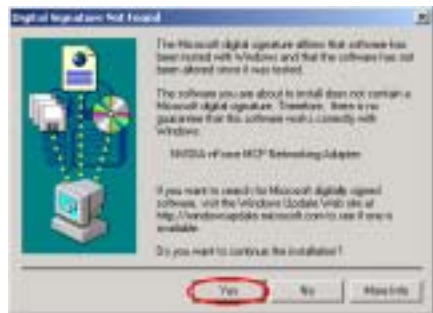 Digital Signature Not Found
The Microsoft digital signature affirms that software has
been tested with Windows and that the software has not
been altered since it was tested.
The software you are about to install does not contain a
Microsoft digital signature. Therefore, there is no
guarantee that this software works correctly with
Windows.
NVIDIA nForce MCP Networking Adapter
If you want to search for Microsoft digitally signed
software, visit the Windows Update Web site at
http://windowsupdate.microsoft.com to see if one is
available.
Do you want to continue the installation?
Yes
No
More Info